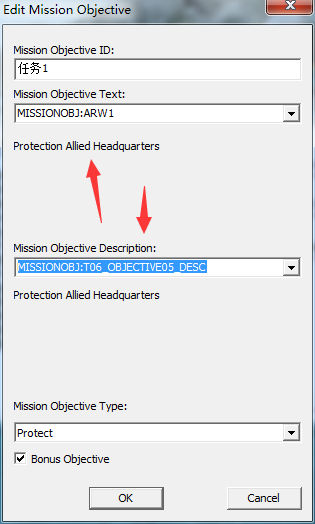 Edit Mission Objective
Mission Objective ID:
任务1
Mission Objective Text:
MISSIONOBJ:ARW1
Protection Allied Headquarters
Mission Objective Description:
MISSIONOBJ:T06_OBJECTIVE05_DESC
Protection Allied Headquarters
Mission Objective Type:
Protect
Bonus Objective
OK
Cancel